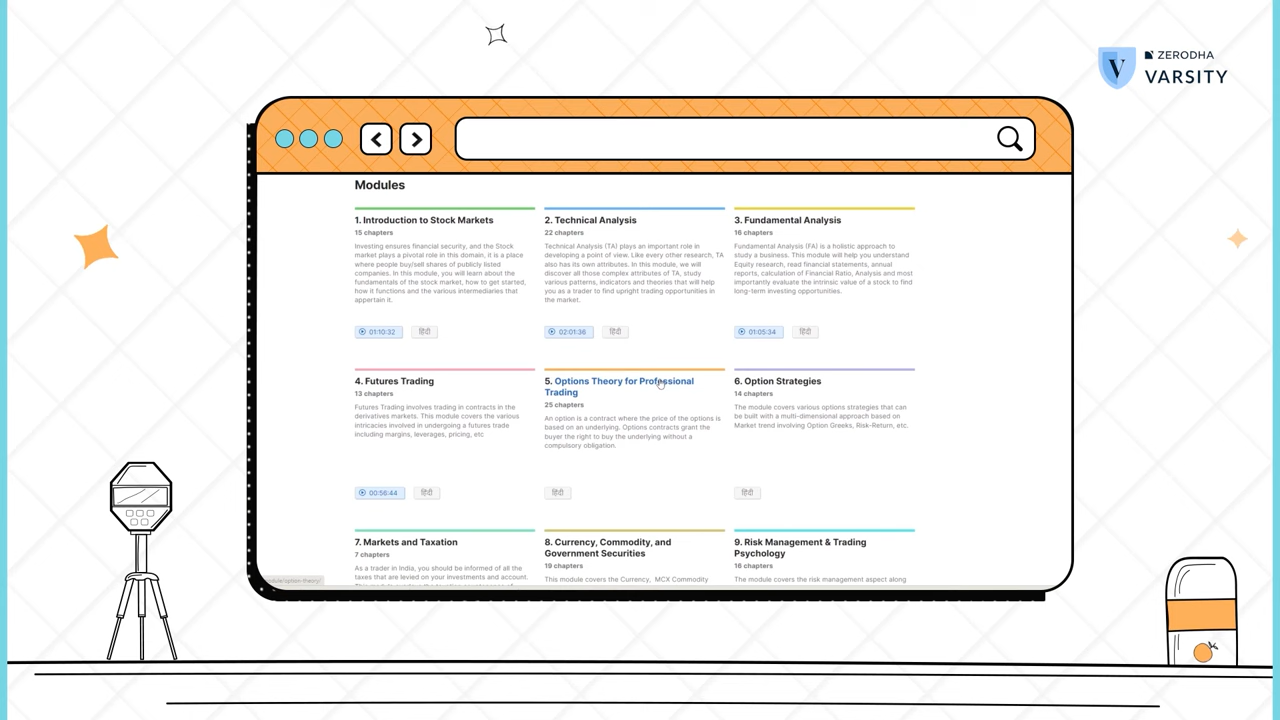 ZERODHA
VARSITY
Modules
1. Introduction to Stock Markets
15 chapters
Investing ensures financial security, and the Stock
market plays a pivotal role in this domain, it is a place
where people buy/sell shares of publicly listed
companies. In this module, you will learn about the
fundamentals of the stock market, how to get started,
how it functions and the various intermediaries that
appertain it.
01:10:32
हिंदी
2. Technical Analysis
22 chapters
Technical Analysis (TA) plays an important role in
developing a point of view. Like every other research, TA
also has its own attributes. In this module, we will
discover all those complex attributes of TA, study
various patterns, indicators and theories that will help
you as a trader to find upright trading opportunities in
the market.
02:01:36
हिंदी
3. Fundamental Analysis
16 chapters
Fundamental Analysis (FA) is a holistic approach to
study a business. This module will help you understand
Equity research, read financial statements, annual
reports, calculation of Financial Ratio, Analysis and most
importantly evaluate the intrinsic value of a stock to find
long-term investing opportunities.
01:05:34
हिंदी
4. Futures Trading
13 chapters
Futures Trading involves trading in contracts in the
derivatives markets. This module covers the various
intricacies involved in undergoing a futures trade
including margins, leverages, pricing, etc
00:56:44
हिंदी
5. Options Theory for Professional
Trading
25 chapters
An option is a contract where the price of the options is
based on an underlying. Options contracts grant the
buyer the right to buy the underlying without a
compulsory obligation.
हिंदी
6. Option Strategies
14 chapters
The module covers various options strategies that can
be built with a multi-dimensional approach based on
Market trend involving Option Greeks, Risk-Return, etc.
हिंदी
7. Markets and Taxation
7 chapters
As a trader in India, you should be informed of all the
taxes that are levied on your investments and account.
8. Currency, Commodity, and
Government Securities
19 chapters
This module covers the Currency, MCX Commodity
9. Risk Management & Trading
Psychology
16 chapters
The module covers the risk management aspect along
module/option-theory/